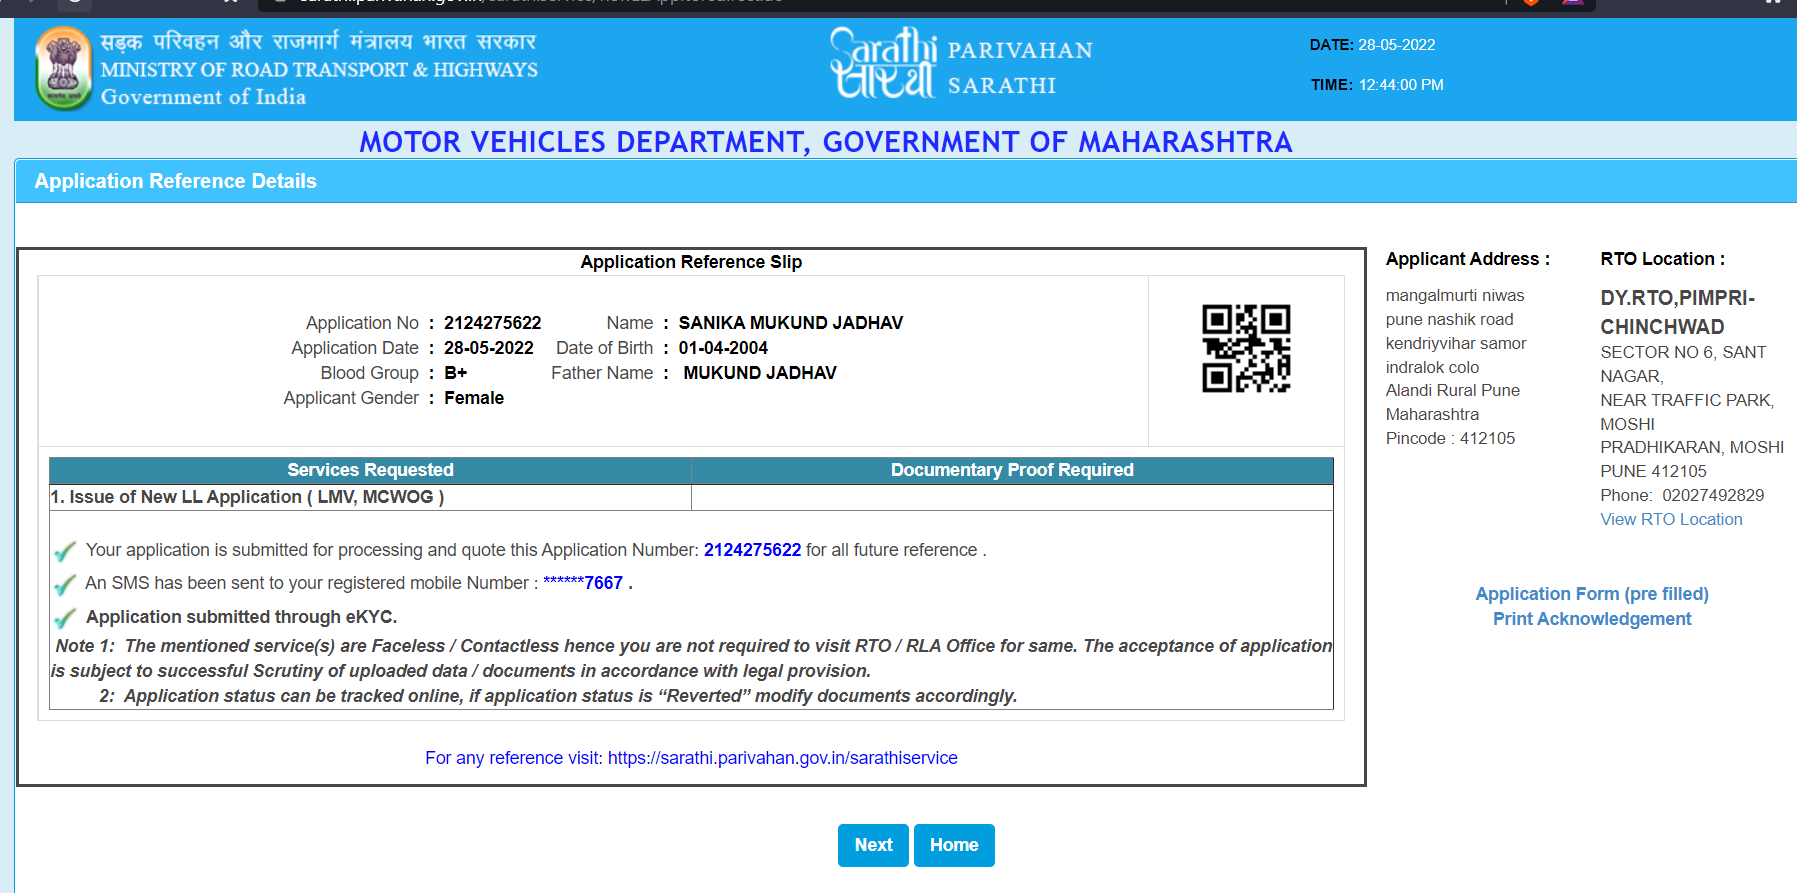 सड़क परिवहन और राजमार्ग मंत्रालय भारत सरकार
MINISTRY OF ROAD TRANSPORT & HIGHWAYS
Government of India
Sarathi
सारथी
PARIVAHAN
SARATHI
DATE: 28-05-2022
TIME: 12:44:00 PM
MOTOR VEHICLES DEPARTMENT, GOVERNMENT OF MAHARASHTRA
Application Reference Details
Application Reference Slip
Application No : 2124275622 Name : SANIKA MUKUND JADHAV
Application Date : 28-05-2022 Date of Birth : 01-04-2004
Blood Group : B+ Father Name : MUKUND JADHAV
Applicant Gender : Female
Services Requested Documentary Proof Required
1. Issue of New LL Application ( LMV, MCWOG )
Your application is submitted for processing and quote this Application Number: 2124275622 for all future reference .
An SMS has been sent to your registered mobile Number : ******7667 .
Application submitted through eKYC.
Note 1: The mentioned service(s) are Faceless / Contactless hence you are not required to visit RTO / RLA Office for same. The acceptance of application
is subject to successful Scrutiny of uploaded data / documents in accordance with legal provision.
2: Application status can be tracked online, if application status is “Reverted” modify documents accordingly.
For any reference visit: https://sarathi.parivahan.gov.in/sarathiservice
Next Home
Applicant Address :
mangalmurti niwas
pune nashik road
kendriyvihar samor
indralok colo
Alandi Rural Pune
Maharashtra
Pincode : 412105
RTO Location :
DY.RTO,PIMPRI-
CHINCHWAD
SECTOR NO 6, SANT
NAGAR,
NEAR TRAFFIC PARK,
MOSHI
PRADHIKARAN, MOSHI
PUNE 412105
Phone: 02027492829
View RTO Location
Application Form (pre filled)
Print Acknowledgement